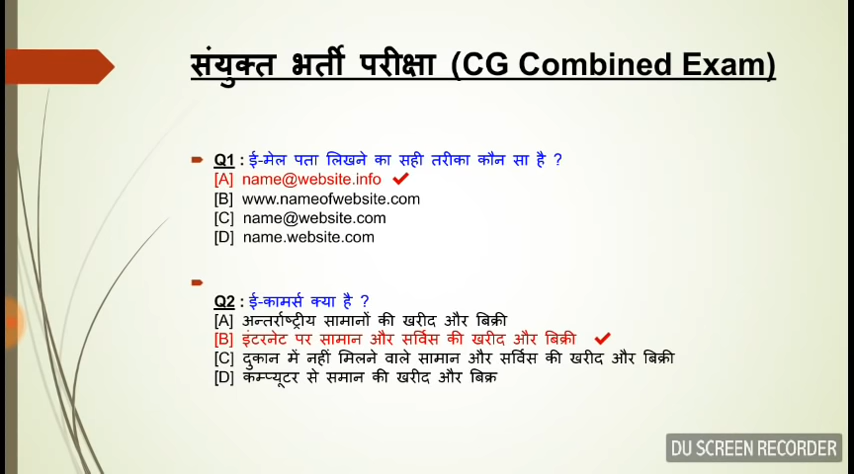 संयुक्त भर्ती परीक्षा (CG Combined Exam)
Q1 : ई-मेल पता लिखने का सही तरीका कौन सा है ?
[A] name@website.info
[B] www.nameofwebsite.com
[C] name@website.com
[D] name.website.com
Q2 : ई-कामर्स क्या है ?
[A] अन्तर्राष्ट्रीय सामानों की खरीद और बिक्री
[B] इंटरनेट पर सामान और सर्विस की खरीद और बिक्री
[C] दुकान में नहीं मिलने वाले सामान और सर्विस की खरीद और बिक्री
[D] कम्प्यूटर से समान की खरीद और बिक्र
DU SCREEN RECORDER